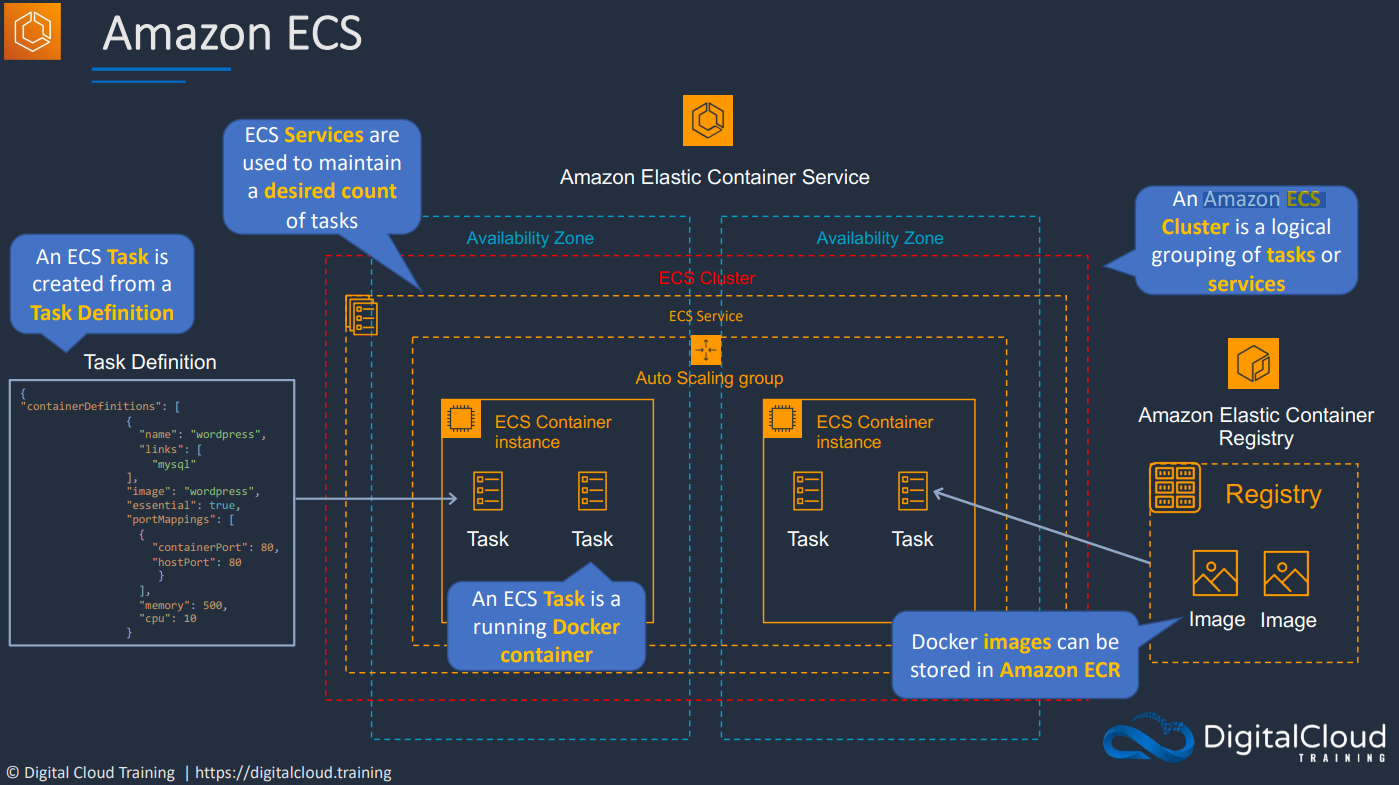 Amazon ECS
ECS Services are
used to maintain
a desired count
of tasks
Amazon Elastic Container Service
An Amazon ECS
Cluster is a logical
grouping of tasks or
services
An ECS Task is
created from a
Task Definition
Availability Zone
Availability Zone
ECS Cluster
ECS Service
Auto Scaling group
Task Definition
{
"containerDefinitions": [
{
"name": "wordpress",
"links": [
"mysql"
],
"image": "wordpress",
"essential": true,
"portMappings": [
{
"containerPort": 80,
"hostPort": 80
}
],
"memory": 500,
"cpu": 10
}
ECS Container
instance
Task
Task
ECS Container
instance
Task
Task
An ECS Task is a
running Docker
container
Amazon Elastic Container
Registry
Registry
Image
Image
Docker images can be
stored in Amazon ECR
DigitalCloud
TRAINING
© Digital Cloud Training | https://digitalcloud.training